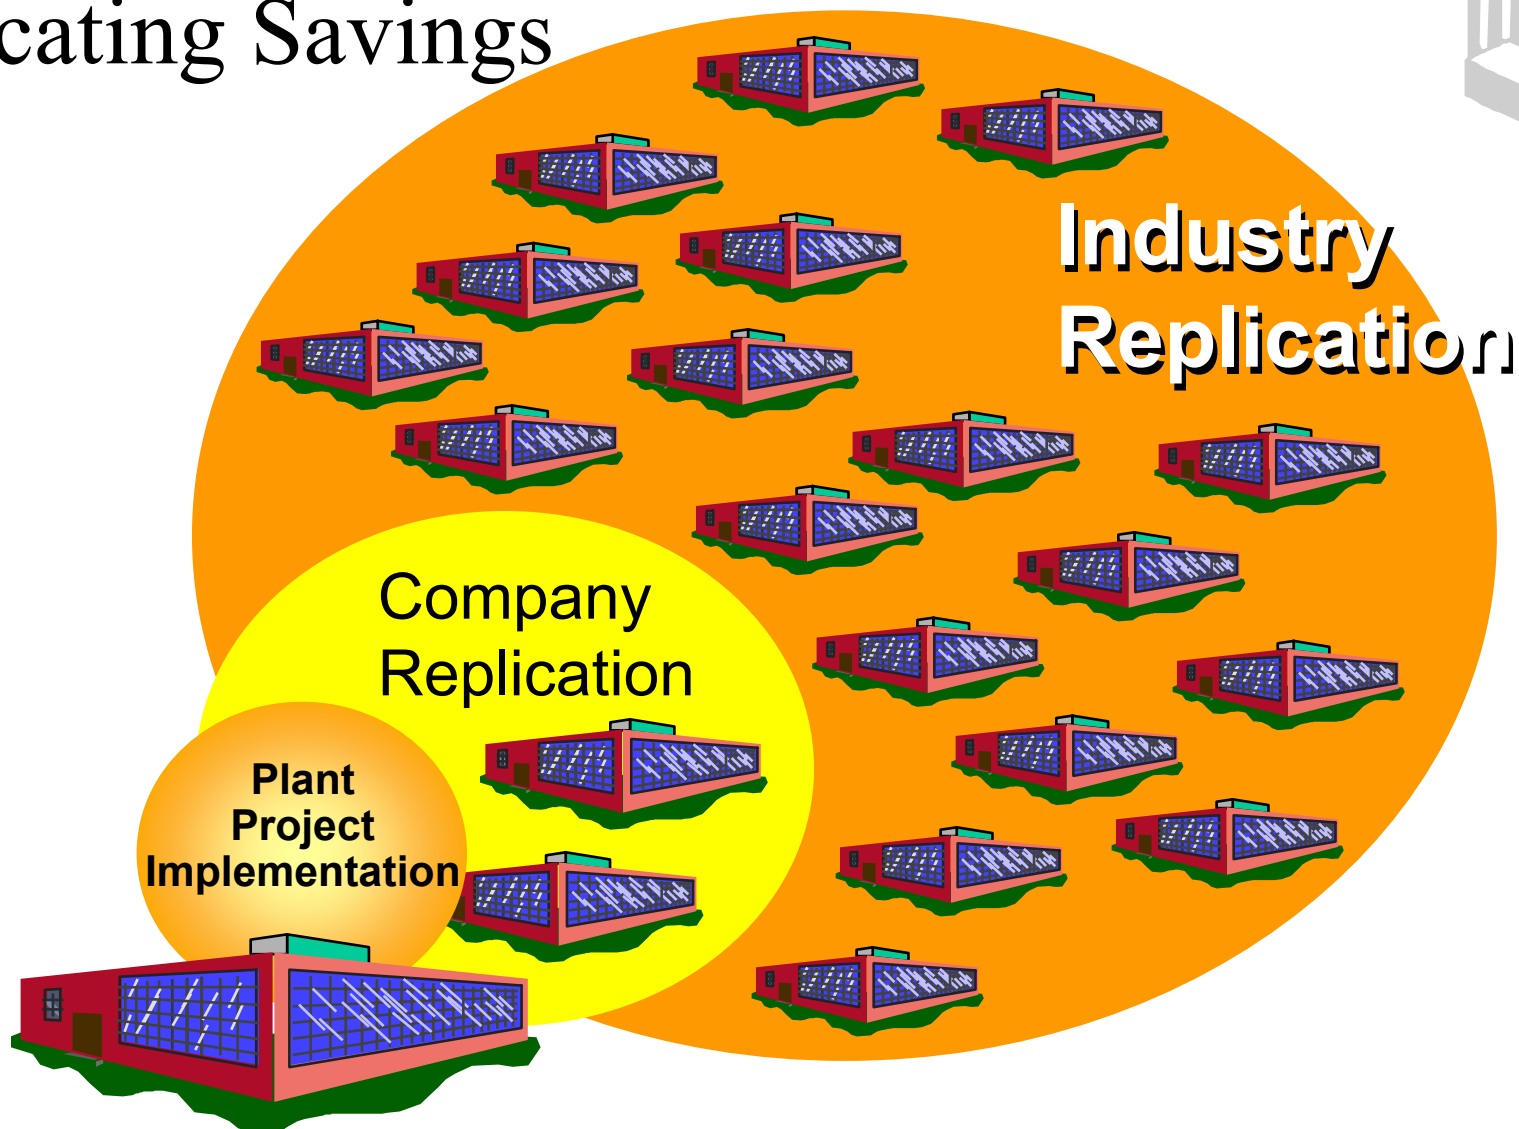 cating Savings
Industry
Replication
Company
Replication
Plant
Project
Implementation